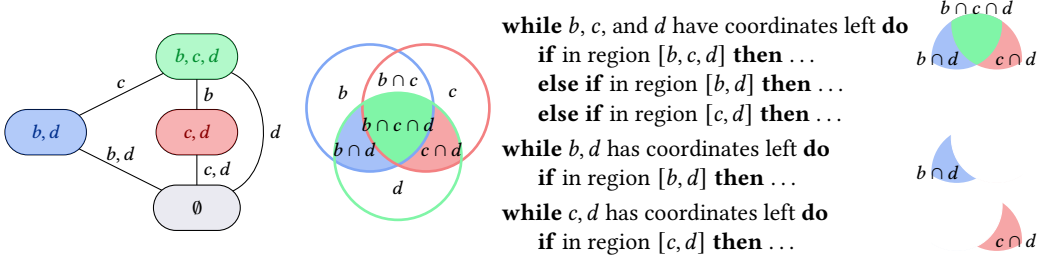 b, c, d
c
b
b, d
c, d
d
b, d
c, d
∅
b
b ∩ c
c
b ∩ c ∩ d
b ∩ d
c ∩ d
d
while b, c, and d have coordinates left do
if in region [b, c, d] then ...
else if in region [b, d] then ...
else if in region [c, d] then ...
while b, d has coordinates left do
if in region [b, d] then ...
while c, d has coordinates left do
if in region [c, d] then ...
b ∩ c ∩ d
b ∩ d
c ∩ d
b ∩ d
c ∩ d